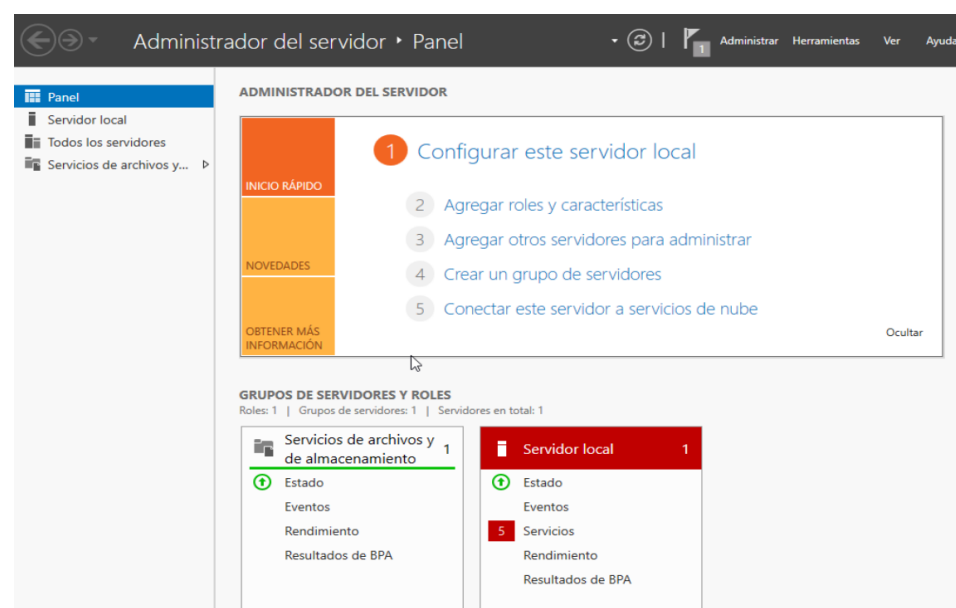 Administrador del servidor ‣ Panel
1
Administrar
Herramientas
Ver
Ayuda
Panel
Servidor local
Todos los servidores
Servicios de archivos y...
ADMINISTRADOR DEL SERVIDOR
INICIO RÁPIDO
NOVEDADES
OBTENER MÁS
INFORMACIÓN
1 Configurar este servidor local
2 Agregar roles y características
3 Agregar otros servidores para administrar
4 Crear un grupo de servidores
5 Conectar este servidor a servicios de nube
Ocultar
GRUPOS DE SERVIDORES Y ROLES
Roles: 1 | Grupos de servidores: 1 | Servidores en total: 1
Servicios de archivos y
de almacenamiento
1
Estado
Eventos
Rendimiento
Resultados de BPA
Servidor local 1
Estado
Eventos
5 Servicios
Rendimiento
Resultados de BPA